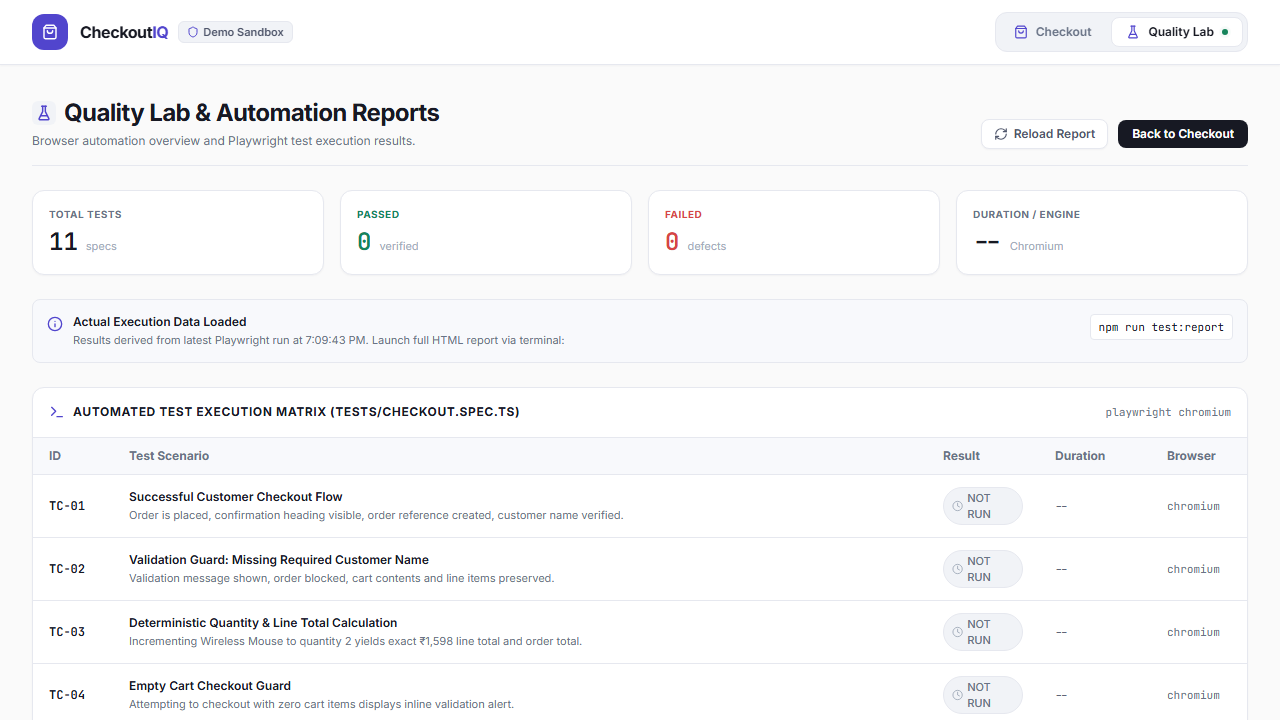 CheckoutIQ
Demo Sandbox
Checkout
Quality Lab
Quality Lab & Automation Reports
Browser automation overview and Playwright test execution results.
Reload Report
Back to Checkout
TOTAL TESTS
11 specs
PASSED
0 verified
FAILED
0 defects
DURATION / ENGINE
-- Chromium
Actual Execution Data Loaded
Results derived from latest Playwright run at 7:09:43 PM. Launch full HTML report via terminal:
npm run test:report
AUTOMATED TEST EXECUTION MATRIX (TESTS/CHECKOUT.SPEC.TS)
playwright chromium
ID Test Scenario Result Duration Browser
TC-01
Successful Customer Checkout Flow
Order is placed, confirmation heading visible, order reference created, customer name verified.
NOT
RUN
--
chromium
TC-02
Validation Guard: Missing Required Customer Name
Validation message shown, order blocked, cart contents and line items preserved.
NOT
RUN
--
chromium
TC-03
Deterministic Quantity & Line Total Calculation
Incrementing Wireless Mouse to quantity 2 yields exact ₹1,598 line total and order total.
NOT
RUN
--
chromium
TC-04
Empty Cart Checkout Guard
Attempting to checkout with zero cart items displays inline validation alert.
NOT
RUN
--
chromium